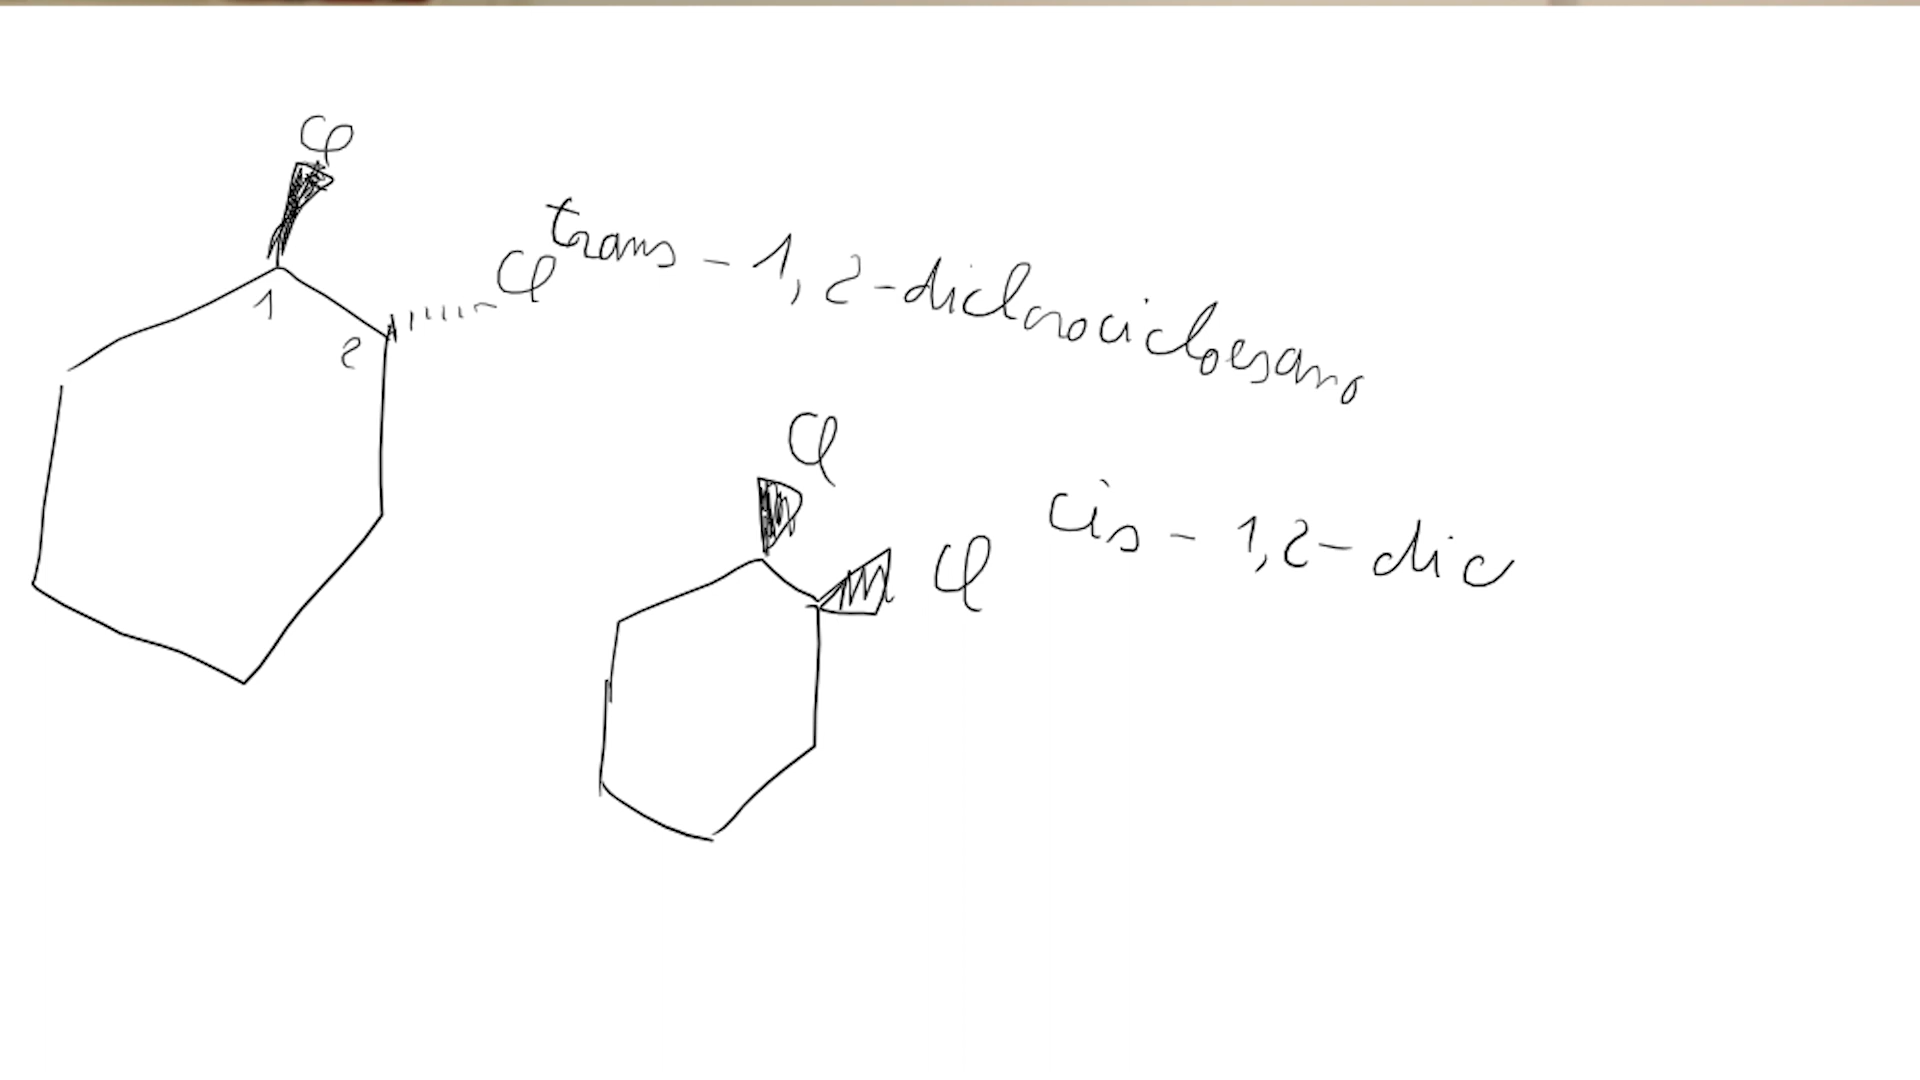 Cl
Cl
trans - 1,2-diclorocicloesano
1
2
Cl
Cl
cis - 1,2-dic